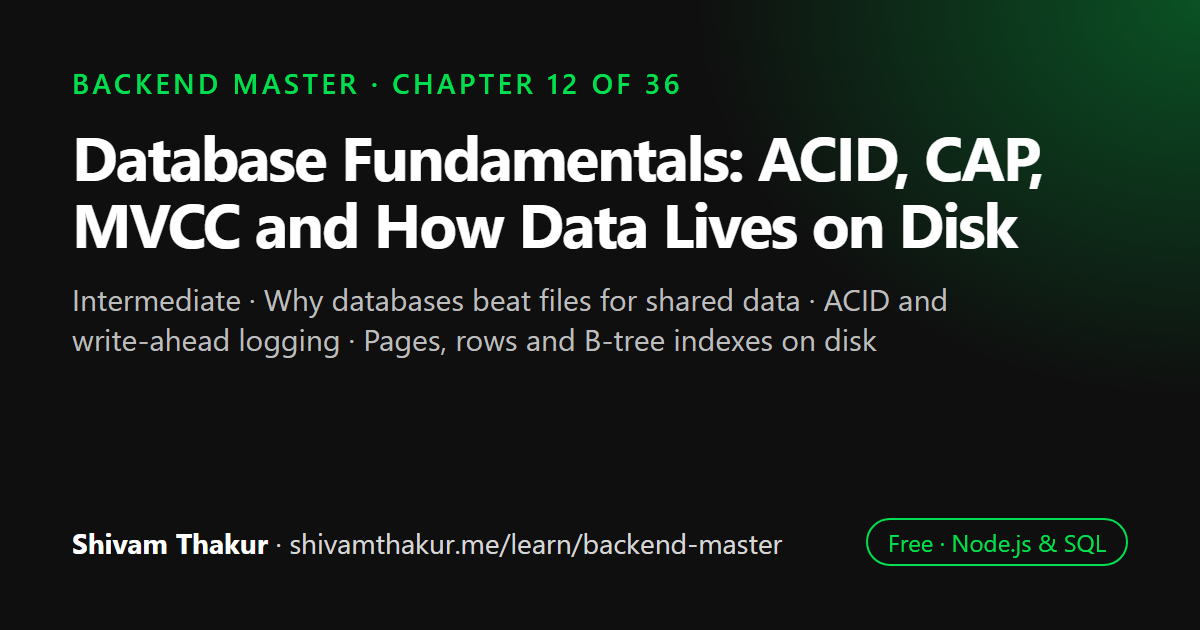 BACKEND MASTER · CHAPTER 12 OF 36
Database Fundamentals: ACID, CAP,
MVCC and How Data Lives on Disk
Intermediate · Why databases beat files for shared data · ACID and
write-ahead logging · Pages, rows and B-tree indexes on disk
Shivam Thakur · shivamthakur.me/learn/backend-master
Free · Node.js & SQL